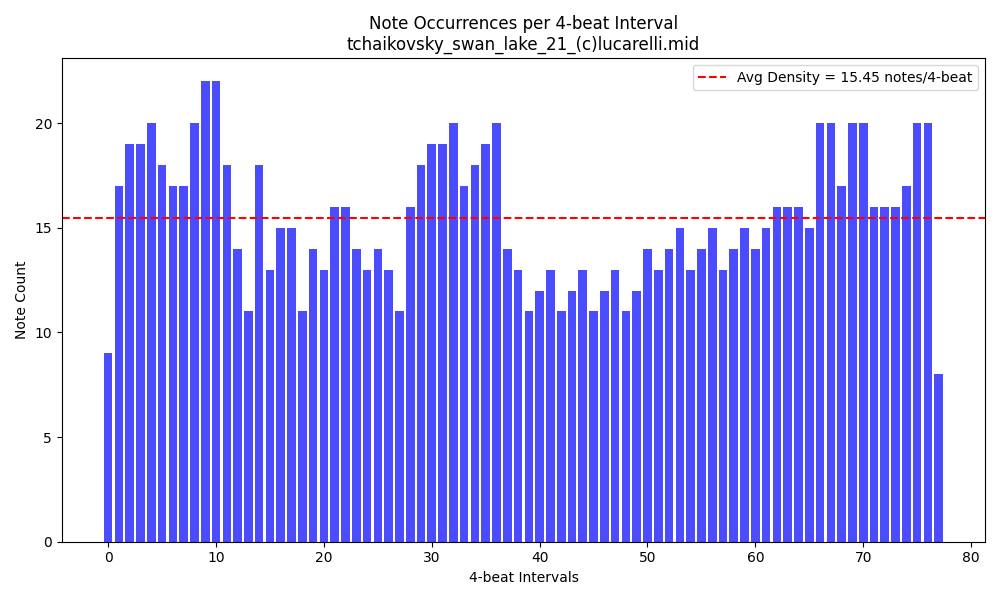 Note Occurrences per 4-beat Interval
tchaikovsky_swan_lake_21_(c)lucarelli.mid
Avg Density = 15.45 notes/4-beat
20
15
10
5
0
Note Count
0 10 20 30 40 50 60 70 80
4-beat Intervals